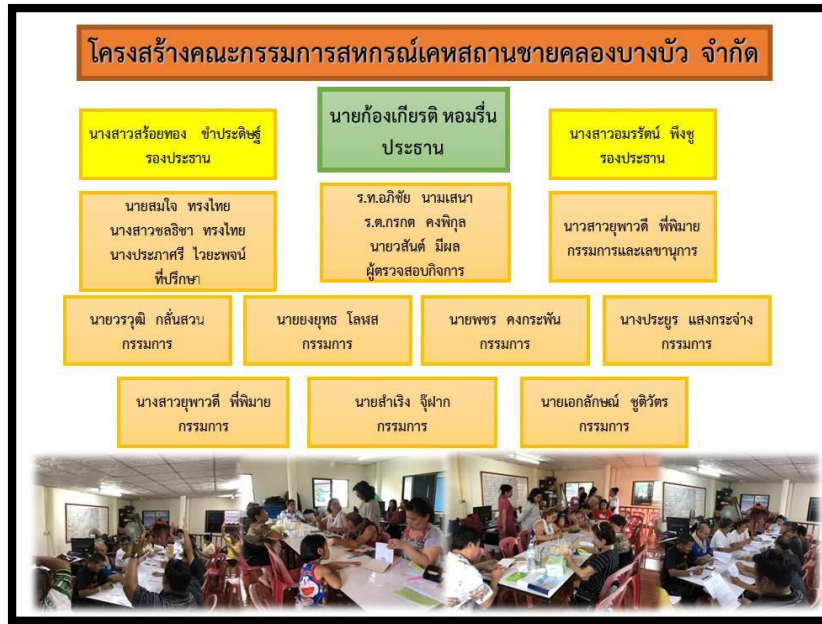 โครงสร้างคณะกรรมการสหกรณ์เคหสถานชายคลองบางบัว จำกัด
นายก้องเกียรติ หอมรื่น
ประธาน
นางสาวสร้อยทอง ขำประดิษฐ์
รองประธาน
นางสาวอมรรัตน์ พึงชู
รองประธาน
นายสมใจ ทรงไทย
นางสาวชลธิชา ทรงไทย
นางประภาศรี ไวยะพจน์
ที่ปรึกษา
ร.ท.อภิชัย นามเสนา
ร.ต.กรกต คงพิกุล
นายวสันต์ มีผล
ผู้ตรวจสอบกิจการ
นาวสาวยุพาวดี พี่พิมาย
กรรมการและเลขานุการ
นายวรวุฒิ กลั่นสวน
กรรมการ
นายยงยุทธ โลหส
กรรมการ
นายพชร คงกระพัน
กรรมการ
นางประยูร แสงกระจ่าง
กรรมการ
นางสาวยุพาวดี พี่พิมาย
กรรมการ
นายสำเริง จุ๊ฝาก
กรรมการ
นายเอกลักษณ์ ชูติวัตร
กรรมการ